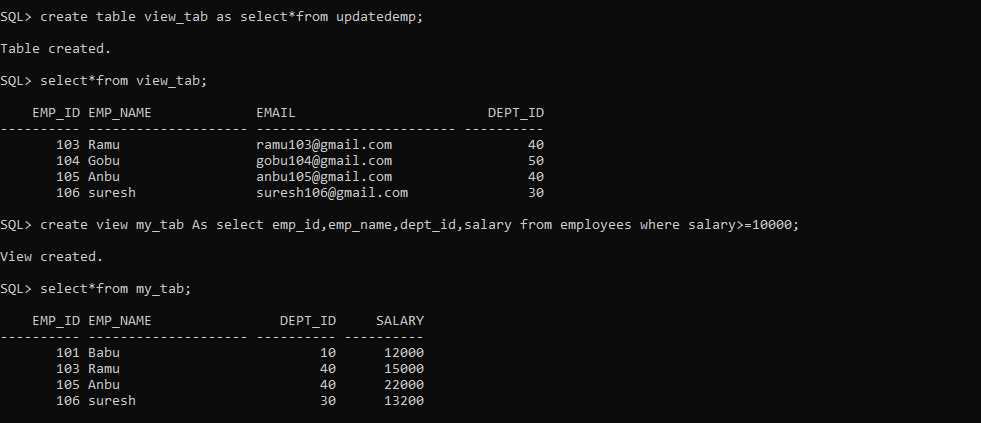 SQL> create table view_tab as select*from updatedemp;
Table created.
SQL> select*from view_tab;
    EMP_ID EMP_NAME             EMAIL                        DEPT_ID
---------- -------------------- ------------------------- ----------
       103 Ramu                 ramu103@gmail.com                 40
       104 Gobu                 gobu104@gmail.com                 50
       105 Anbu                 anbu105@gmail.com                 40
       106 suresh               suresh106@gmail.com               30
SQL> create view my_tab As select emp_id,emp_name,dept_id,salary from employees where salary>=10000;
View created.
SQL> select*from my_tab;
    EMP_ID EMP_NAME                DEPT_ID     SALARY
---------- -------------------- ---------- ----------
       101 Babu                         10      12000
       103 Ramu                         40      15000
       105 Anbu                         40      22000
       106 suresh                       30      13200